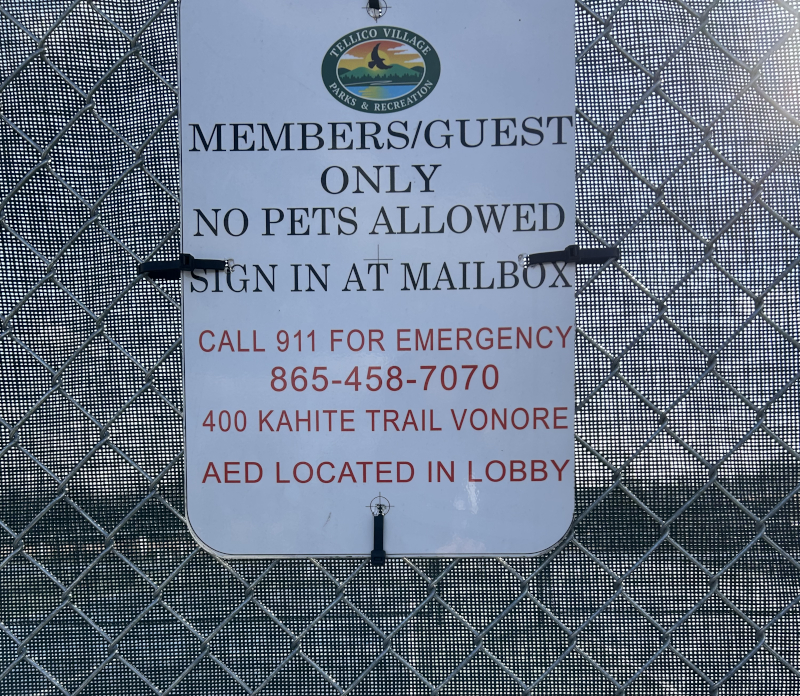 TELLICO VILLAGE
PARKS & RECREATION
MEMBERS/GUEST
ONLY
NO PETS ALLOWED
SIGN IN AT MAILBOX
CALL 911 FOR EMERGENCY
865-458-7070
400 KAHITE TRAIL VONORE
AED LOCATED IN LOBBY